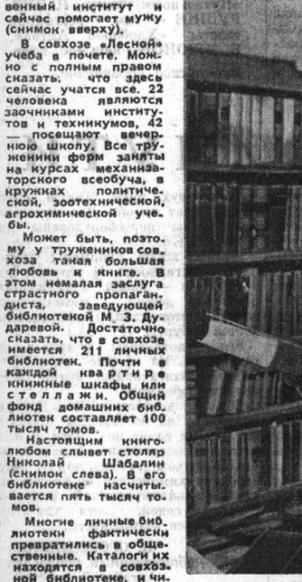 венный институт и
сейчас помогает мужу
(снимок вверху).
В совхозе «Лесной»
учеба в почете. Мож-
но с полным правом
сказать, что здесь
сейчас учатся все. 22
человека являются
заочниками институ-
тов и техникумов, 42
— посещают вечер-
нюю школу. Все тру-
женики ферм заняты
на курсах механиза-
торского всеобуча, в
кружках политиче-
ской, зоотехнической,
агрохимической уче-
бы.
Может быть, поэто-
му у тружеников сов-
хоза такая большая
любовь к книге. В
этом немалая заслуга
страстного пропаган-
диста, заведующей
библиотекой М. З. Ду-
даревой. Достаточно
сказать, что в совхозе
имеется 211 личных
библиотек. Почти в
каждой квартире
книжные шкафы или
стеллажи. Общий
фонд домашних биб-
лиотек составляет 100
тысяч томов.
Настоящим книго-
любом слывет столяр
Николай Шабалин
(снимок слева). В его
библиотеке насчиты-
вается пять тысяч то-
мов.
Многие личные биб-
лиотеки фактически
превратились в обще-
ственные. Каталоги их
находятся в совхоз-
ной библиотеке, и чи-